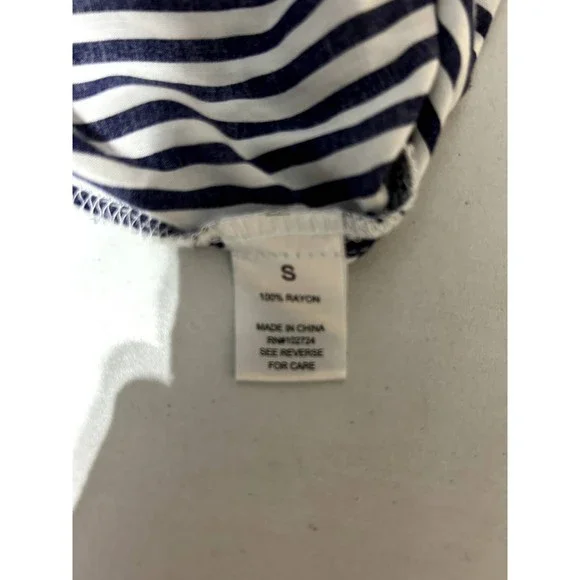 S
100% RAYON
MADE IN CHINA
RN#102724
SEE REVERSE
FOR CARE